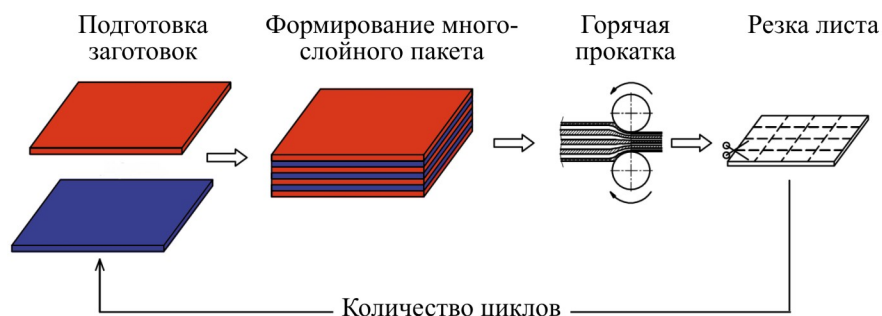 Подготовка
заготовок
Формирование много-
слойного пакета
Горячая
прокатка
Резка листа
Количество циклов